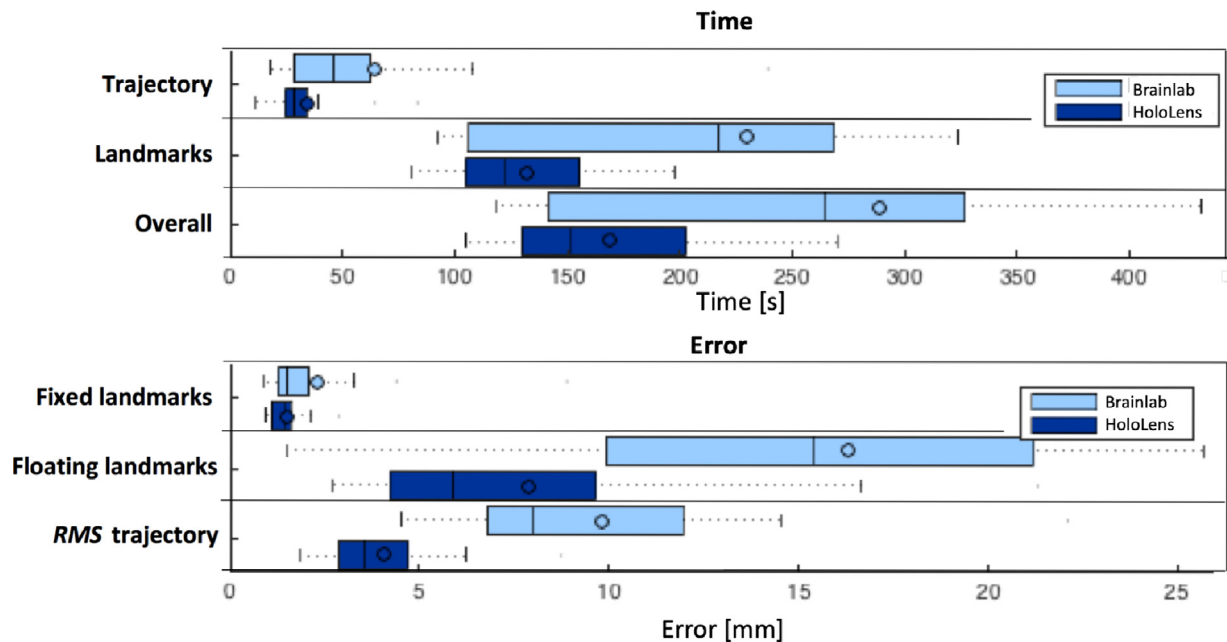 Time
Trajectory
Landmarks
Overall
Brainlab
HoloLens
0 50 100 150 200 250 300 350 400
Time [s]
Error
Fixed landmarks
Floating landmarks
RMS trajectory
Brainlab
HoloLens
0 5 10 15 20 25
Error [mm]